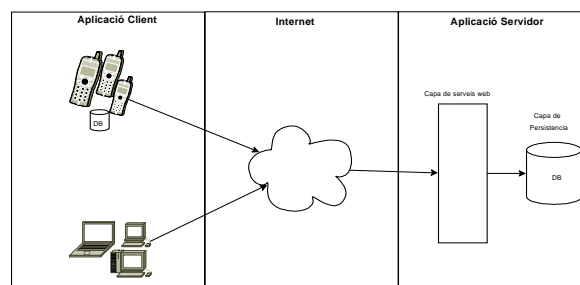 Aplicació Client
Internet
Aplicació Servidor
Capa de serveis web
Capa de
Persistencia
DB
DB